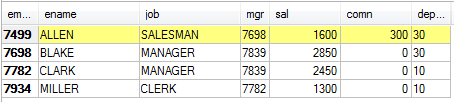 em... ename job mgr sal comn dep...
7499 ALLEN SALESMAN 7698 1600 300 30
7698 BLAKE MANAGER 7839 2850 0 30
7782 CLARK MANAGER 7839 2450 0 10
7934 MILLER CLERK 7782 1300 0 10